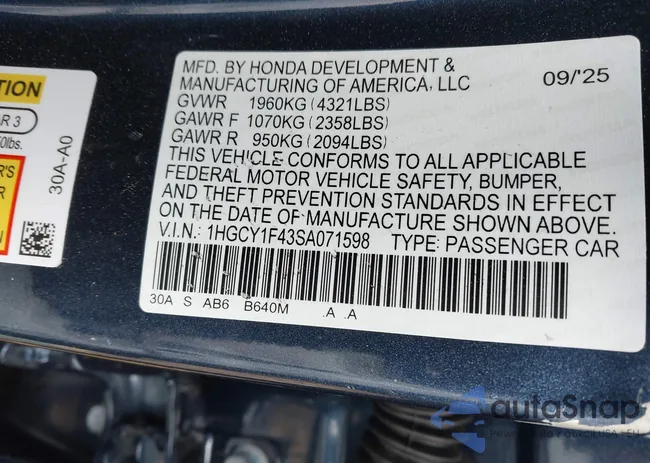 MFD. BY HONDA DEVELOPMENT &
MANUFACTURING OF AMERICA, LLC
09/'25
GVWR 1960KG (4321LBS)
GAWR F 1070KG (2358LBS)
GAWR R 950KG (2094LBS)
THIS VEHICLE CONFORMS TO ALL APPLICABLE
FEDERAL MOTOR VEHICLE SAFETY, BUMPER,
AND THEFT PREVENTION STANDARDS IN EFFECT
ON THE DATE OF MANUFACTURE SHOWN ABOVE.
V.I.N.: 1HGCY1F43SA071598 TYPE: PASSENGER CAR
30A S AB6 B640M .A .A
30A-A0
autoSnap